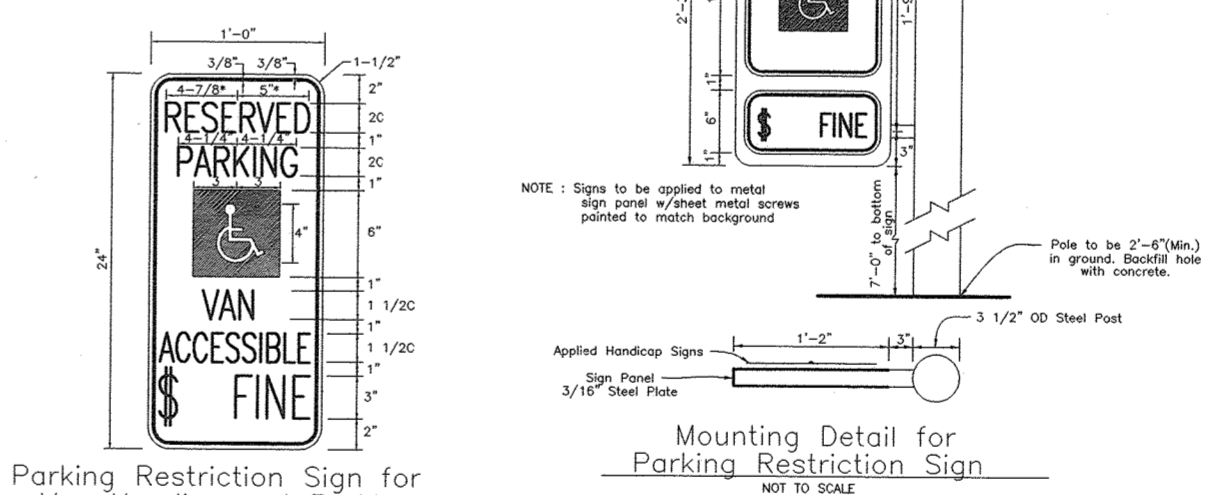 1'-0"
3/8" 3/8"
1-1/2"
4-7/8* 5"*
2"
RESERVED
2C
4-1/4" 4-1/4"
1"
PARKING
2C
3 3
1"
24"
4"
6"
1"
VAN
1 1/2C
1"
ACCESSIBLE
1 1/2C
1"
$ FINE
3"
2"
Parking Restriction Sign for
1"
6"
$ FINE
1"
3"
NOTE : Signs to be applied to metal
sign panel w/sheet metal screws
painted to match background
7'-0" to bottom
of sign
Pole to be 2'-6"(Min.)
in ground. Backfill hole
with concrete.
3 1/2" OD Steel Post
1'-2" 3"
Applied Handicap Signs
Sign Panel
3/16" Steel Plate
Mounting Detail for
Parking Restriction Sign
NOT TO SCALE